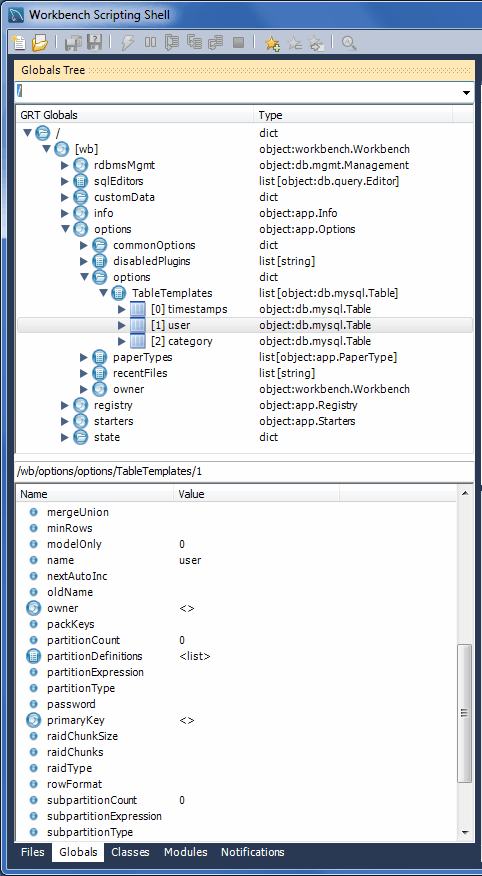 Workbench Scripting Shell
Globals Tree
/
GRT Globals Type
/ dict
[wb] object:workbench.Workbench
rdbmsMgmt object:db.mgmt.Management
sqlEditors list [object:db.query.Editor]
customData dict
info object:app.Info
options object:app.Options
commonOptions dict
disabledPlugins list [string]
options dict
TableTemplates list [object:db.mysql.Table]
[0] timestamps object:db.mysql.Table
[1] user object:db.mysql.Table
[2] category object:db.mysql.Table
paperTypes list [object:app.PaperType]
recentFiles list [string]
owner object:workbench.Workbench
registry object:app.Registry
starters object:app.Starters
state dict
/wb/options/options/TableTemplates/1
Name Value
mergeUnion
minRows
modelOnly 0
name user
nextAutoInc
oldName
owner <>
packKeys
partitionCount 0
partitionDefinitions <list>
partitionExpression
partitionType
password
primaryKey <>
raidChunkSize
raidChunks
raidType
rowFormat
subpartitionCount 0
subpartitionExpression
subpartitionType
Files Globals Classes Modules Notifications